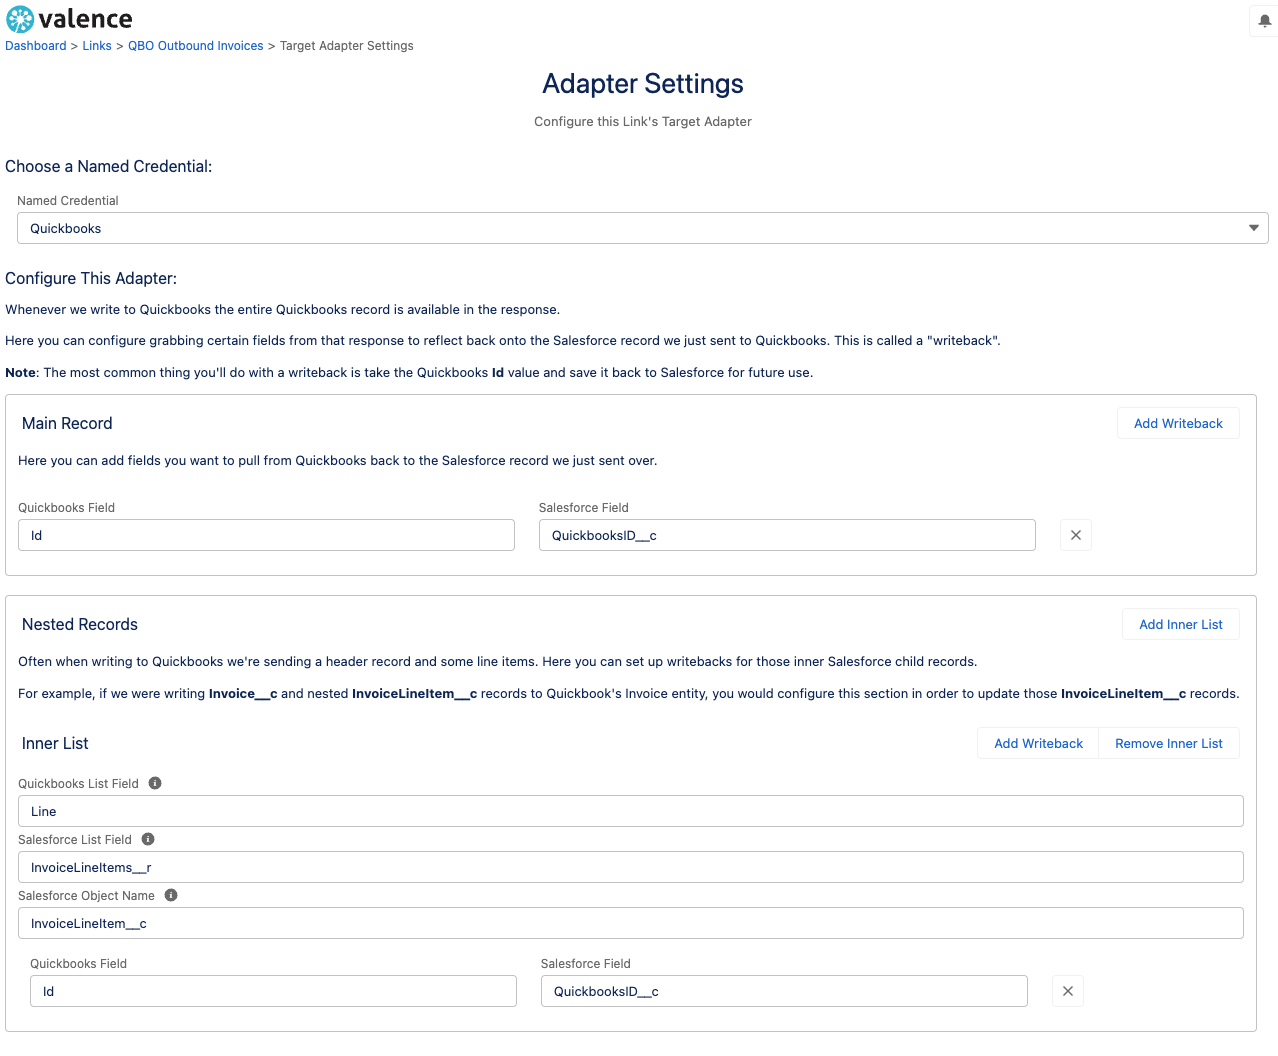 valence
Dashboard > Links > QBO Outbound Invoices > Target Adapter Settings
Adapter Settings
Configure this Link's Target Adapter
Choose a Named Credential:
Named Credential
Quickbooks
Configure This Adapter:
Whenever we write to Quickbooks the entire Quickbooks record is available in the response.
Here you can configure grabbing certain fields from that response to reflect back onto the Salesforce record we just sent to Quickbooks. This is called a "writeback".
Note: The most common thing you'll do with a writeback is take the Quickbooks Id value and save it back to Salesforce for future use.
Main Record
Add Writeback
Here you can add fields you want to pull from Quickbooks back to the Salesforce record we just sent over.
Quickbooks Field Salesforce Field
Id QuickbooksID__c
Nested Records
Add Inner List
Often when writing to Quickbooks we're sending a header record and some line items. Here you can set up writebacks for those inner Salesforce child records.
For example, if we were writing Invoice__c and nested InvoiceLineItem__c records to Quickbook's Invoice entity, you would configure this section in order to update those InvoiceLineItem__c records.
Inner List
Add Writeback Remove Inner List
Quickbooks List Field
Line
Salesforce List Field
InvoiceLineItems__r
Salesforce Object Name
InvoiceLineItem__c
Quickbooks Field Salesforce Field
Id QuickbooksID__c